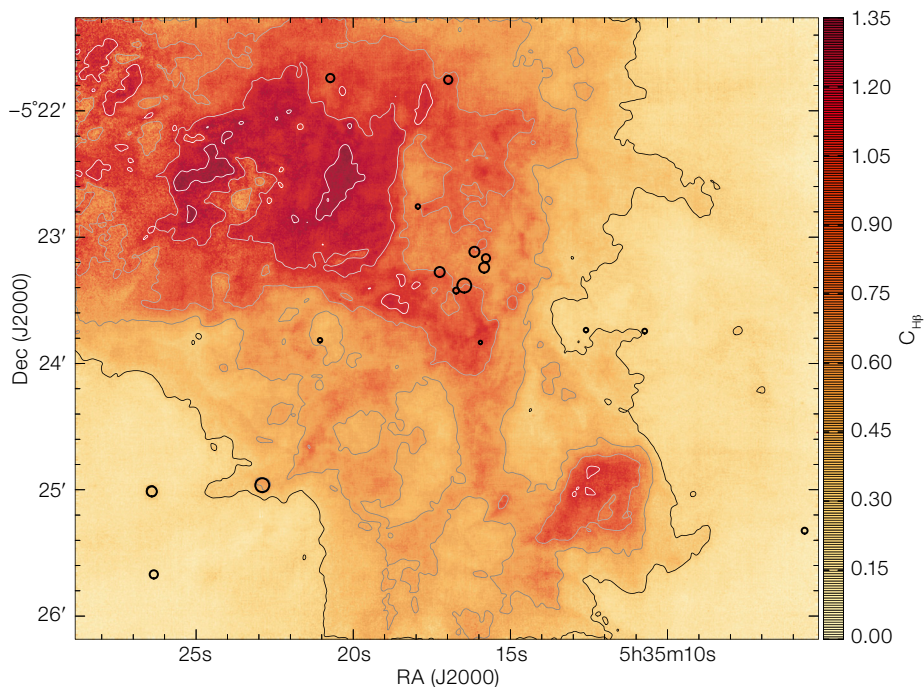 −5°22′
23′
24′
25′
26′
Dec (J2000)
25s
20s
15s
5h35m10s
RA (J2000)
1.35
1.20
1.05
0.90
0.75
0.60
0.45
0.30
0.15
0.00
C_Hβ